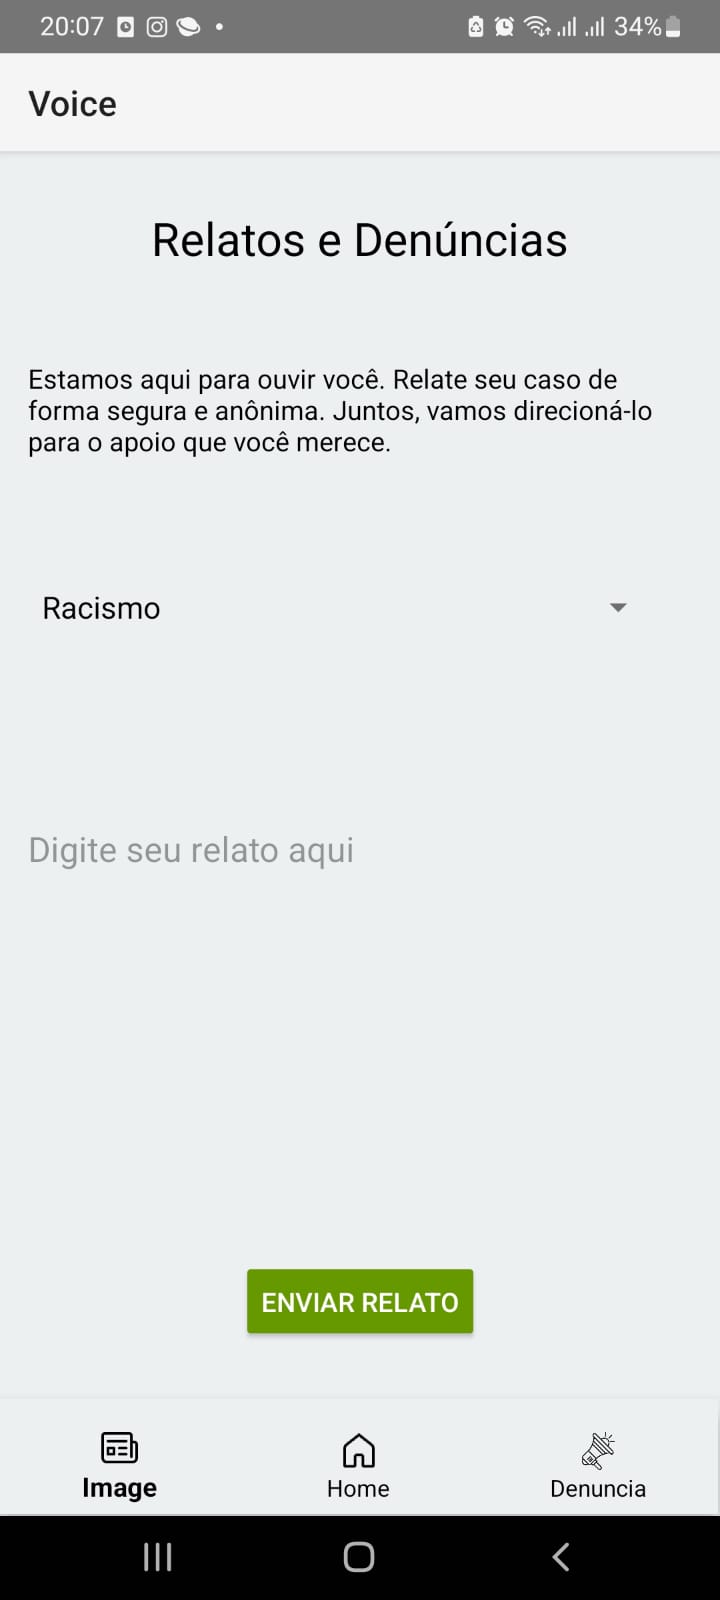 20:07 34%
Voice
Relatos e Denúncias
Estamos aqui para ouvir você. Relate seu caso de
forma segura e anônima. Juntos, vamos direcioná-lo
para o apoio que você merece.
Racismo
Digite seu relato aqui
ENVIAR RELATO
Image Home Denuncia